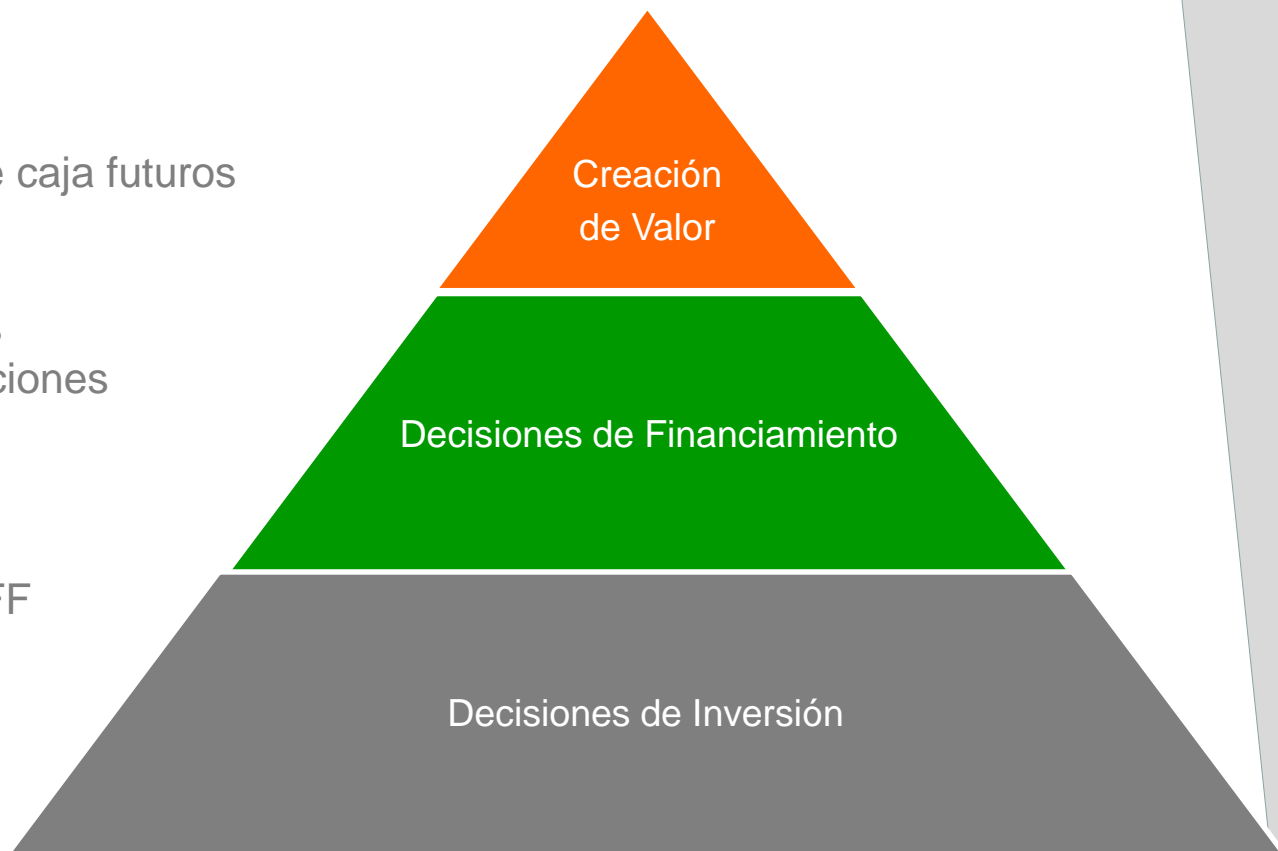 caja futuros
Creación
de Valor
ciones
Decisiones de Financiamiento
FF
Decisiones de Inversión